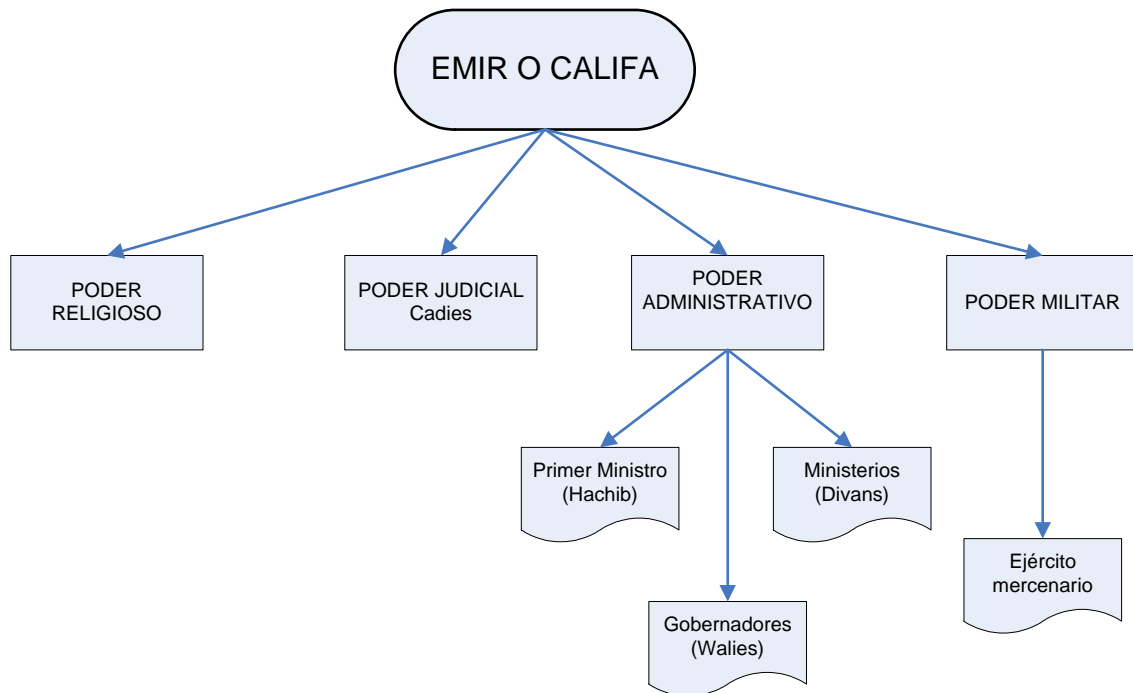 EMIR O CALIFA
PODER
RELIGIOSO
PODER JUDICIAL
Cadies
PODER
ADMINISTRATIVO
PODER MILITAR
Primer Ministro
(Hachib)
Ministerios
(Divans)
Gobernadores
(Walies)
Ejército
mercenario